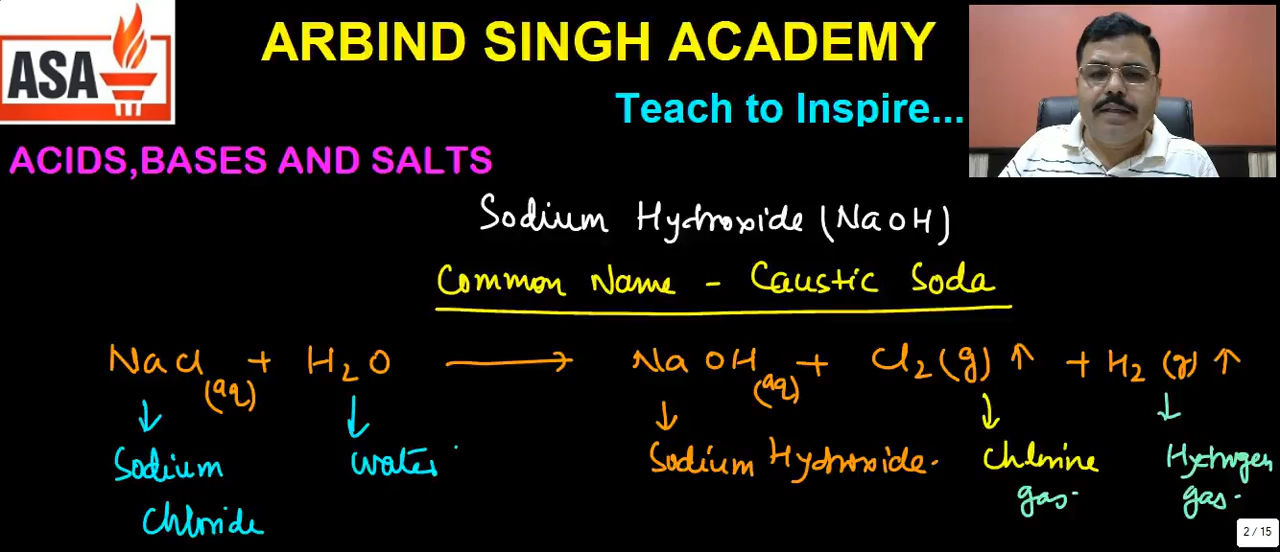 ASA
ARBIND SINGH ACADEMY
Teach to Inspire...
ACIDS,BASES AND SALTS
Sodium Hydroxide (NaOH)
Common Name - Caustic Soda
NaCl(aq) + H₂O ⟶ NaOH(aq) + Cl₂(g)↑ + H₂(g)↑
↓ ↓ ↓ ↓ ↓
Sodium water Sodium Hydroxide. Chlorine Hydrogen
chloride gas. gas.
2 / 15